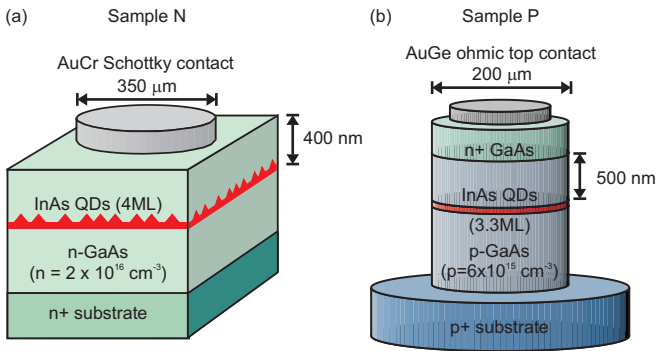 (a) Sample N
AuCr Schottky contact
350 μm
400 nm
InAs QDs (4ML)
n-GaAs
(n = 2 x 10¹⁶ cm⁻³)
n+ substrate
(b) Sample P
AuGe ohmic top contact
200 μm
n+ GaAs
500 nm
InAs QDs
(3.3ML)
p-GaAs
(p=6x10¹⁵ cm⁻³)
p+ substrate